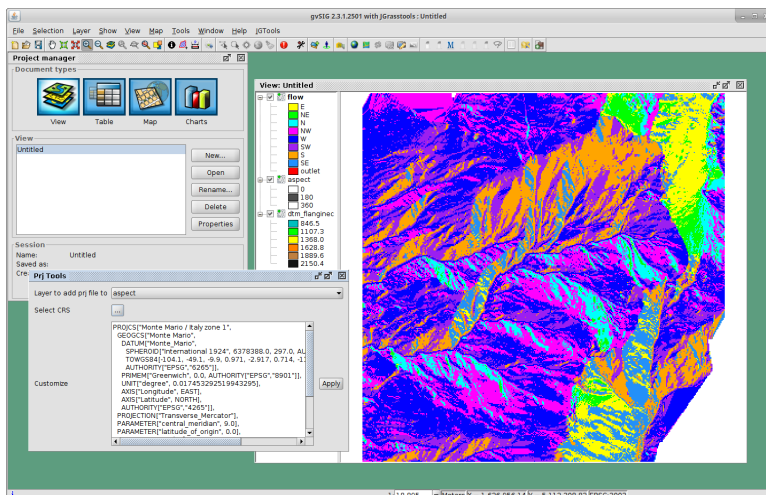 gvSIG 2.3.1.2501 with JGrasstools : Untitled
File Selection Layer Show View Map Tools Window Help JGTools
Project manager
Document types
View Table Map Charts
View
Untitled
New...
Open
Rename...
Delete
Properties
Session
Name: Untitled
Saved as:
Cre
View: Untitled
flow
E
NE
N
NW
W
SW
S
SE
outlet
aspect
0
180
360
dtm_flanginec
846.5
1107.3
1368.0
1628.8
1889.6
2150.4
Prj Tools
Layer to add prj file to aspect
Select CRS ...
Customize
PROJCS["Monte Mario / Italy zone 1",
GEOGCS["Monte Mario",
DATUM["Monte_Mario",
SPHEROID["International 1924", 6378388.0, 297.0, AU
TOWGS84[-104.1, -49.1, -9.9, 0.971, -2.917, 0.714, -11
AUTHORITY["EPSG","6265"]],
PRIMEM["Greenwich", 0.0, AUTHORITY["EPSG","8901"]],
UNIT["degree", 0.017453292519943295],
AXIS["Longitude", EAST],
AXIS["Latitude", NORTH],
AUTHORITY["EPSG","4265"]],
PROJECTION["Transverse_Mercator"],
PARAMETER["central_meridian", 9.0],
PARAMETER["latitude_of_origin", 0.0],
Apply